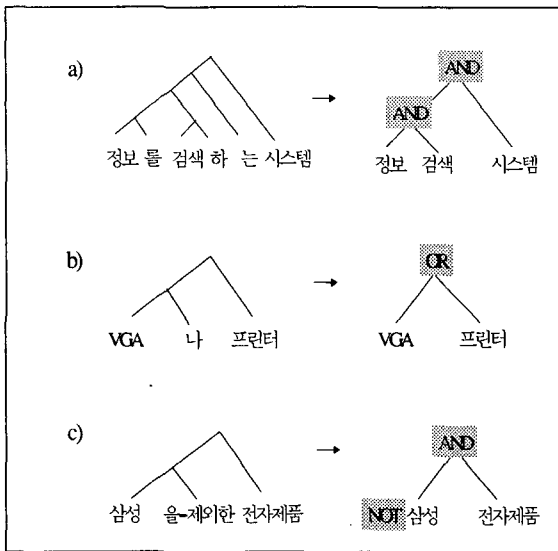 a)
AND
AND
정보 를 검색 하 는 시스템
정보 검색 시스템
b)
OR
VGA 나 프린터
VGA 프린터
c)
AND
삼성 을-제외한 전자제품
NOT 삼성 전자제품